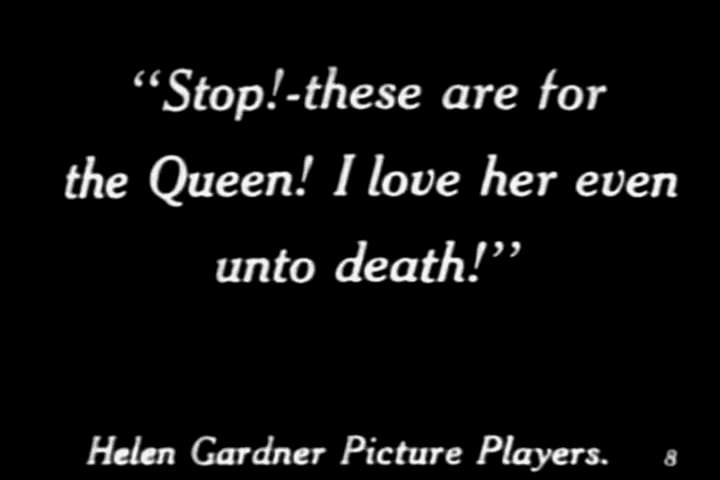 “Stop!-these are for
the Queen! I love her even
unto death!”
Helen Gardner Picture Players. 8